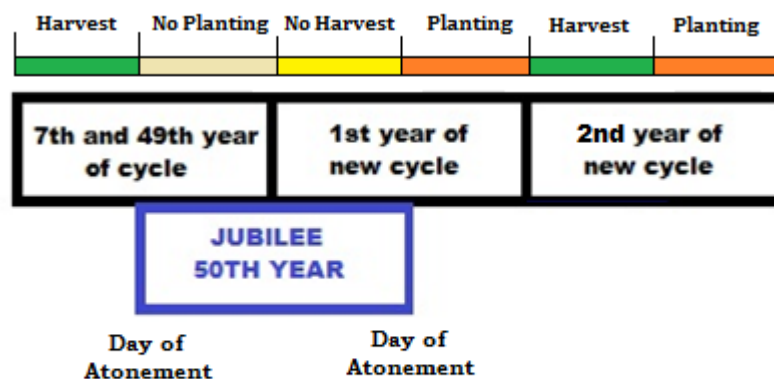 Harvest No Planting No Harvest Planting Harvest Planting
7th and 49th year
of cycle
1st year of
new cycle
2nd year of
new cycle
JUBILEE
50TH YEAR
Day of
Atonement
Day of
Atonement